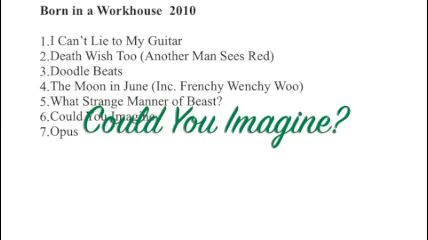 Born in a Workhouse 2010
1.I Can't Lie to My Guitar
2.Death Wish Too (Another Man Sees Red)
3.Doodle Beats
4.The Moon in June (Inc. Frenchy Wenchy Woo)
5.What Strange Manner of Beast?
6.Could You Imagine
7.Opus
Could You Imagine?